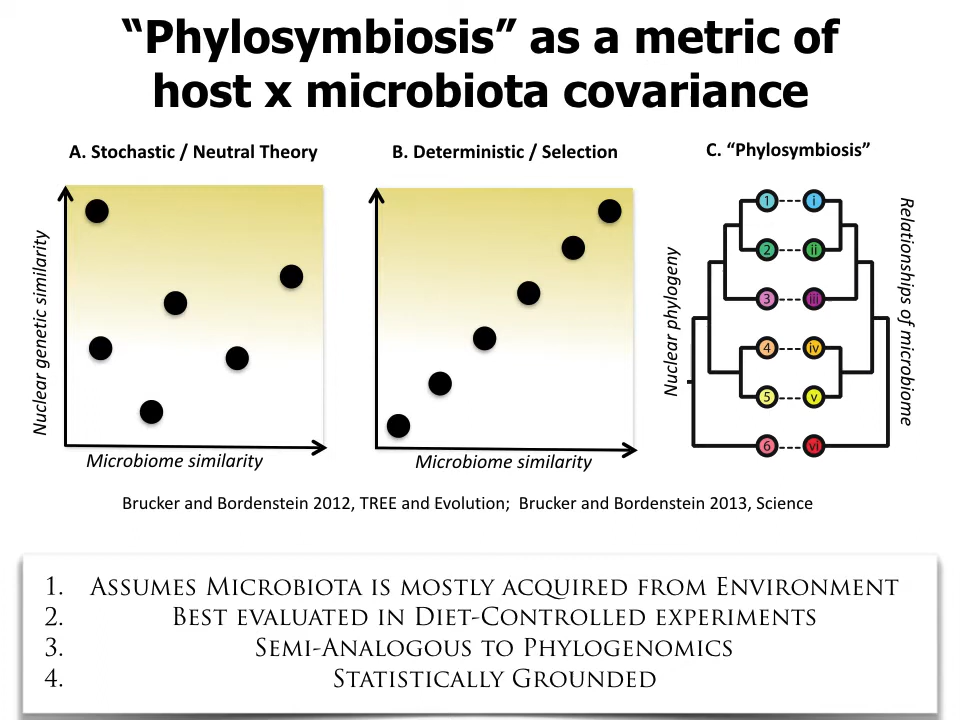 “Phylosymbiosis” as a metric of
host x microbiota covariance
A. Stochastic / Neutral Theory
B. Deterministic / Selection
C. “Phylosymbiosis”
Nuclear genetic similarity
Microbiome similarity
Microbiome similarity
Nuclear phylogeny
1 i
2 ii
3 iii
4 iv
5 v
6 vi
Relationships of microbiome
Brucker and Bordenstein 2012, TREE and Evolution; Brucker and Bordenstein 2013, Science
1. Assumes Microbiota is mostly acquired from Environment
2. Best evaluated in Diet-Controlled experiments
3. Semi-Analogous to Phylogenomics
4. Statistically Grounded